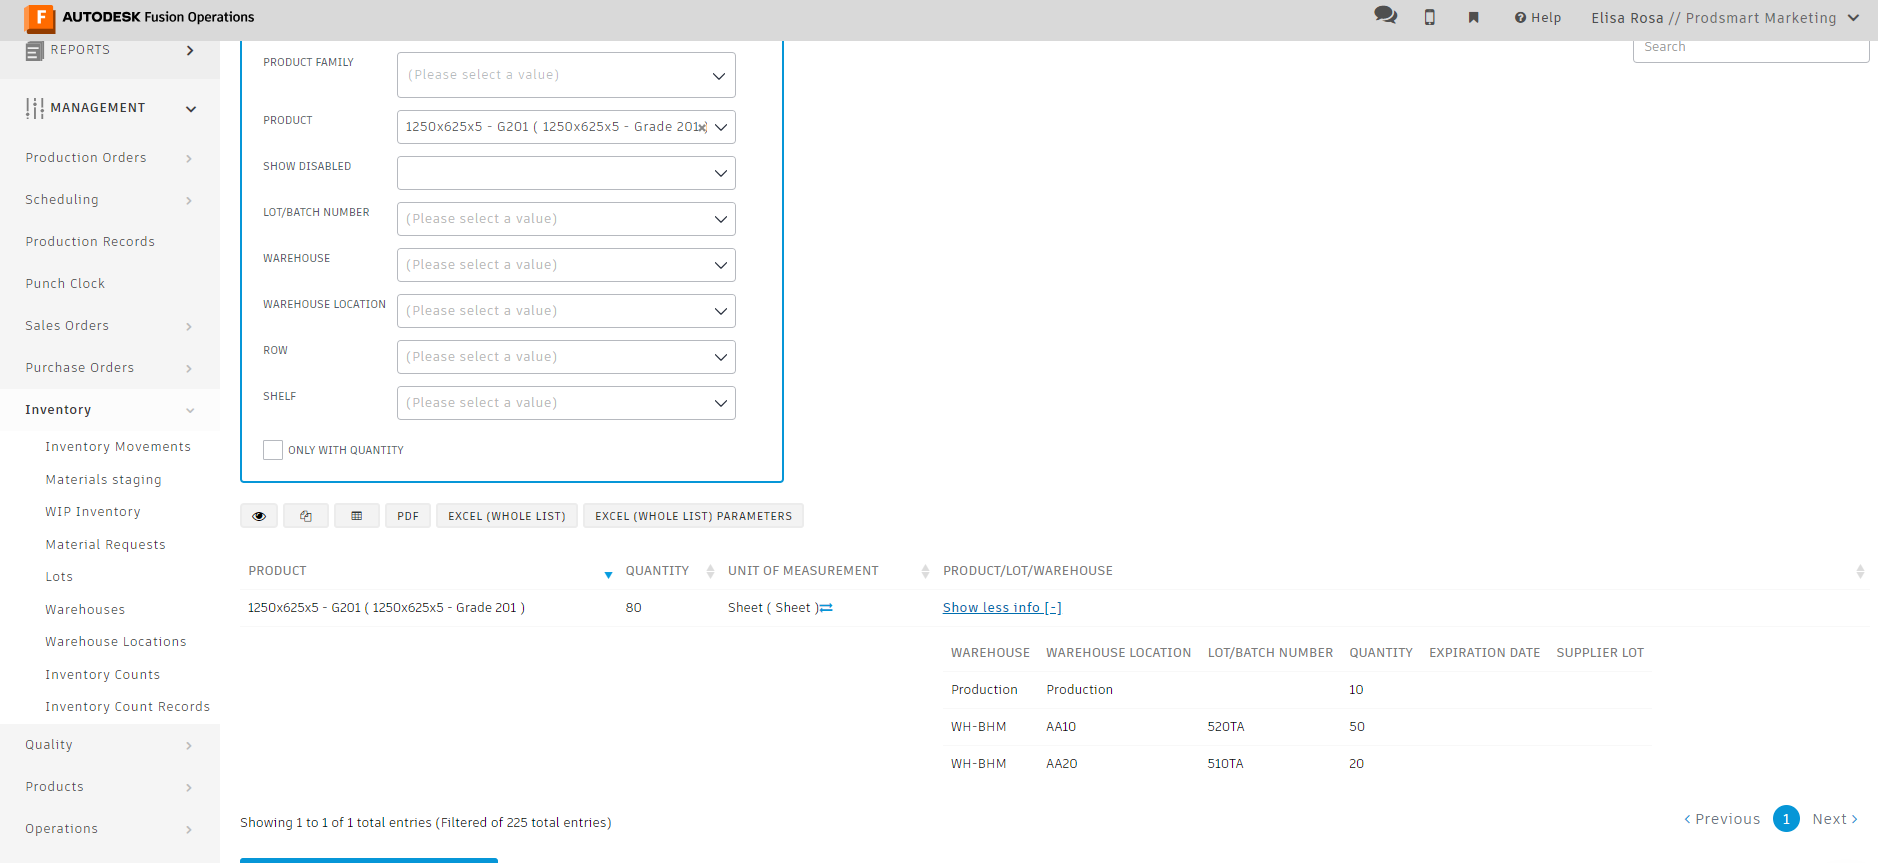 AUTODESK Fusion Operations
Help
Elisa Rosa // Prodsmart Marketing
REPORTS
MANAGEMENT
Production Orders
Scheduling
Production Records
Punch Clock
Sales Orders
Purchase Orders
Inventory
Inventory Movements
Materials staging
WIP Inventory
Material Requests
Lots
Warehouses
Warehouse Locations
Inventory Counts
Inventory Count Records
Quality
Products
Operations
Search
PRODUCT FAMILY
(Please select a value)
PRODUCT
1250x625x5 - G201 ( 1250x625x5 - Grade 201 )
SHOW DISABLED
LOT/BATCH NUMBER
(Please select a value)
WAREHOUSE
(Please select a value)
WAREHOUSE LOCATION
(Please select a value)
ROW
(Please select a value)
SHELF
(Please select a value)
ONLY WITH QUANTITY
PDF
EXCEL (WHOLE LIST)
EXCEL (WHOLE LIST) PARAMETERS
PRODUCT QUANTITY UNIT OF MEASUREMENT PRODUCT/LOT/WAREHOUSE
1250x625x5 - G201 ( 1250x625x5 - Grade 201 ) 80 Sheet ( Sheet ) Show less info [-]
WAREHOUSE WAREHOUSE LOCATION LOT/BATCH NUMBER QUANTITY EXPIRATION DATE SUPPLIER LOT
Production Production 10
WH-BHM AA10 520TA 50
WH-BHM AA20 510TA 20
Showing 1 to 1 of 1 total entries (Filtered of 225 total entries)
Previous 1 Next